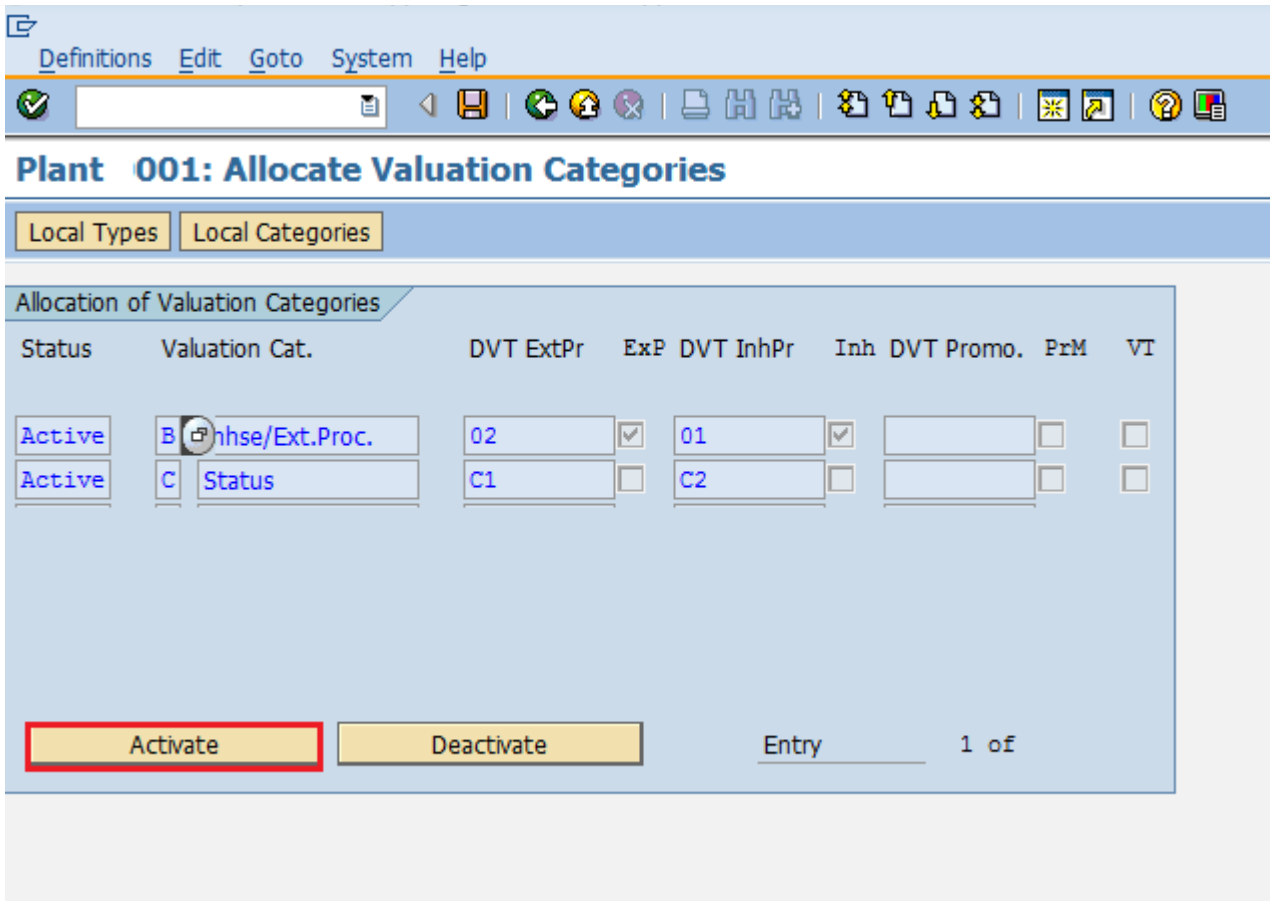 Definitions Edit Goto System Help
Plant 001: Allocate Valuation Categories
Local Types Local Categories
Allocation of Valuation Categories
Status Valuation Cat. DVT ExtPr ExP DVT InhPr Inh DVT Promo. PrM VT
Active B nhse/Ext.Proc. 02 01
Active C Status C1 C2
Activate Deactivate Entry 1 of